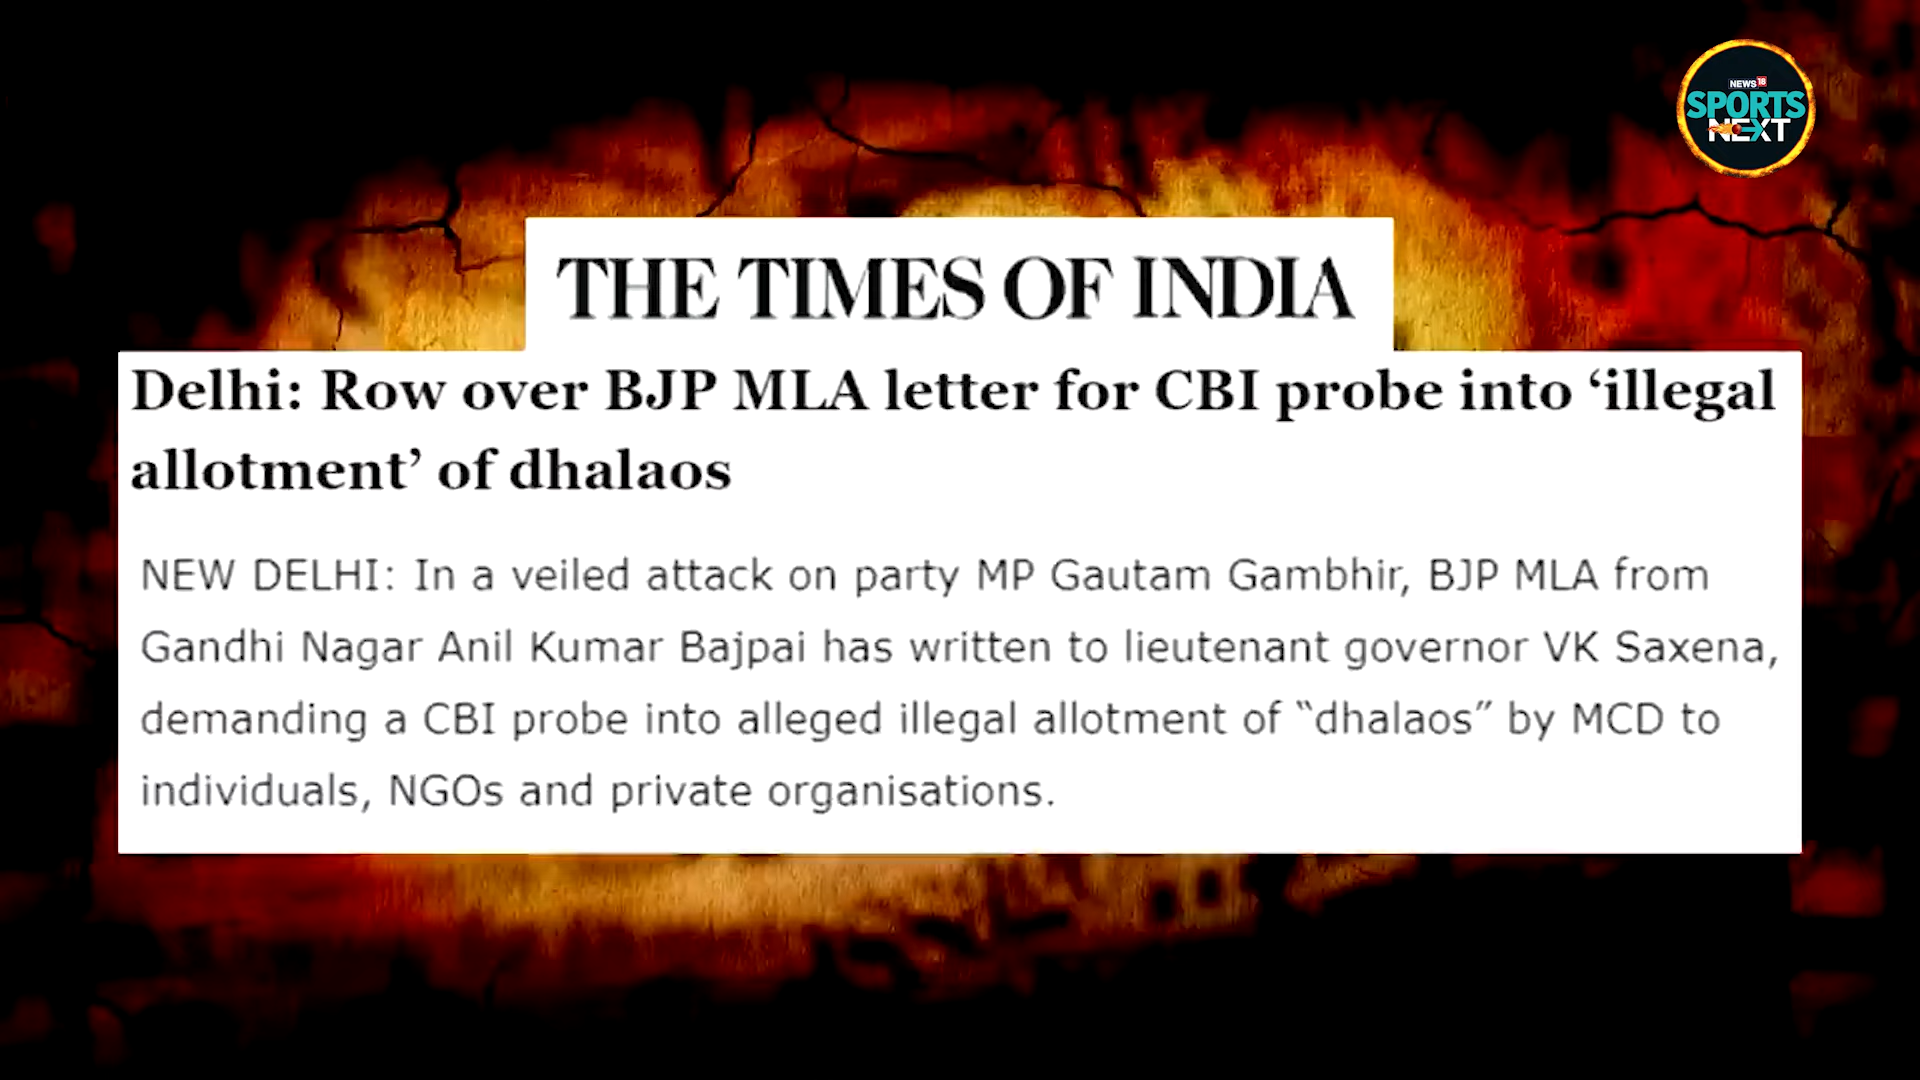 NEWS 18
SPORTS
NEXT
THE TIMES OF INDIA
Delhi: Row over BJP MLA letter for CBI probe into ‘illegal
allotment’ of dhalaos
NEW DELHI: In a veiled attack on party MP Gautam Gambhir, BJP MLA from
Gandhi Nagar Anil Kumar Bajpai has written to lieutenant governor VK Saxena,
demanding a CBI probe into alleged illegal allotment of “dhalaos” by MCD to
individuals, NGOs and private organisations.